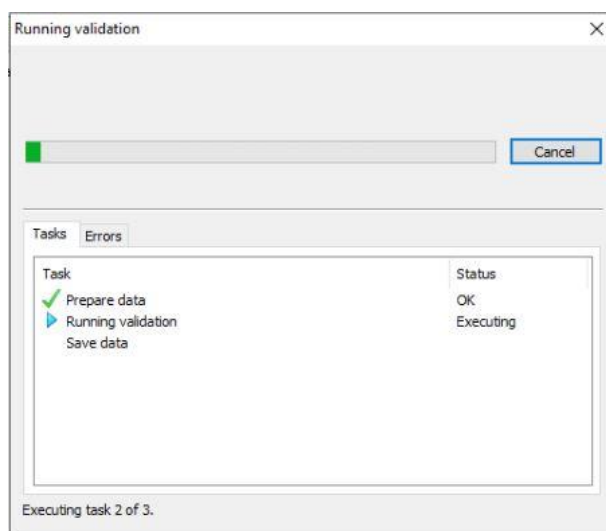 Running validation
Cancel
Tasks Errors
Task Status
Prepare data OK
Running validation Executing
Save data
Executing task 2 of 3.